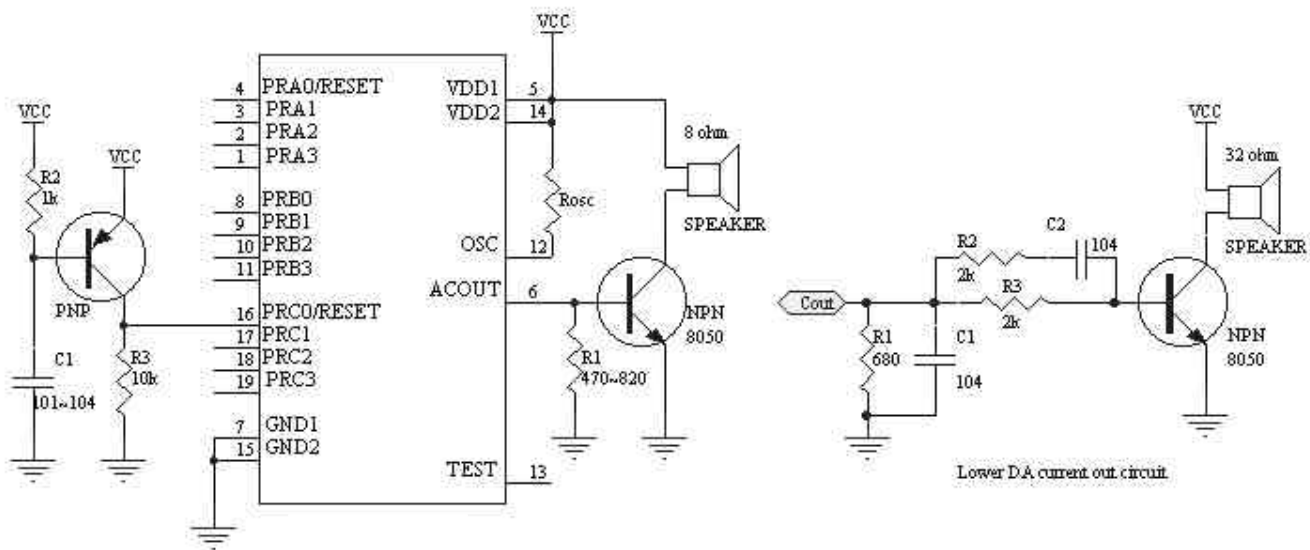 VCC
R2
1k
VCC
PNP
C1
101~104
R3
10k
4 PRA0/RESET
3 PRA1
2 PRA2
1 PRA3
8 PRB0
9 PRB1
10 PRB2
11 PRB3
16 PRC0/RESET
17 PRC1
18 PRC2
19 PRC3
7 GND1
15 GND2
VDD1 5
VDD2 14
OSC 12
ACOUT 6
TEST 13
VCC
Rosc
8 ohm
SPEAKER
NPN
8050
R1
470~820
Cout
R1
680
C1
104
R2
2k
C2
104
R3
2k
VCC
32 ohm
SPEAKER
NPN
8050
Lower DA current out circuit